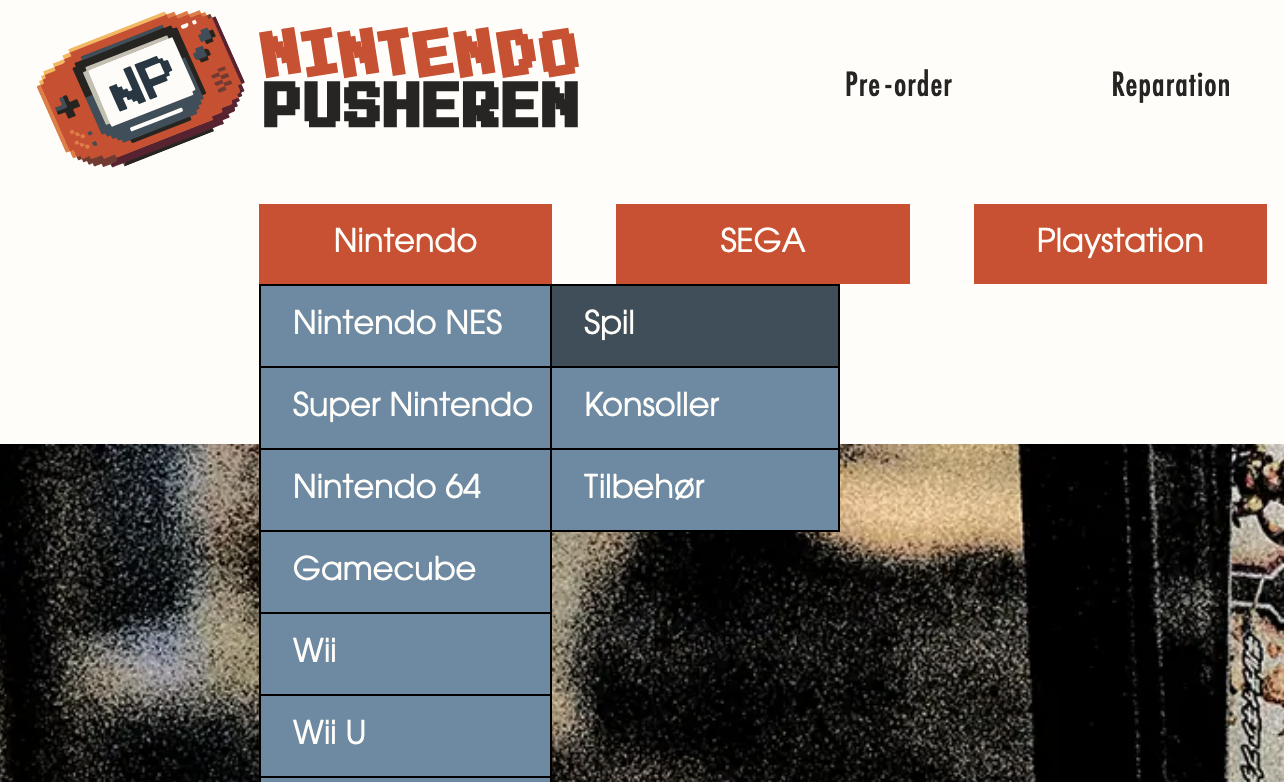 NP
NINTENDO
PUSHEREN
Pre-order
Reparation
Nintendo
SEGA
Playstation
Nintendo NES
Spil
Super Nintendo
Konsoller
Nintendo 64
Tilbehør
Gamecube
Wii
Wii U